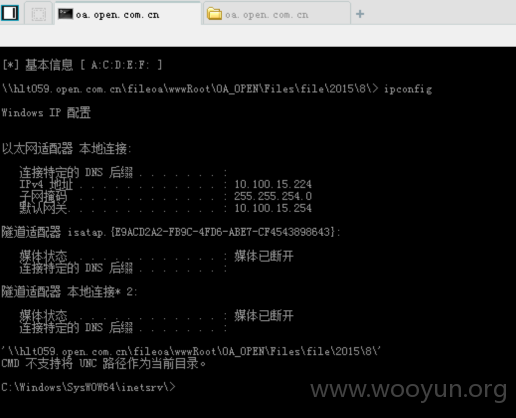 oa.open.com.cn
oa.open.com.cn
[*] 基本信息 [ A:C:D:E:F: ]
\\hlt059.open.com.cn\fileoa\wwwRoot\OA_OPEN\Files\file\2015\8\> ipconfig
Windows IP 配置
以太网适配器 本地连接:
连接特定的 DNS 后缀 . . . . . . . :
IPv4 地址 . . . . . . . . . . . . : 10.100.15.224
子网掩码 . . . . . . . . . . . . : 255.255.254.0
默认网关. . . . . . . . . . . . . : 10.100.15.254
隧道适配器 isatap.{E9ACD2A2-FB9C-4FD6-ABE7-CF4543898643}:
媒体状态 . . . . . . . . . . . . : 媒体已断开
连接特定的 DNS 后缀 . . . . . . . :
隧道适配器 本地连接* 2:
媒体状态 . . . . . . . . . . . . : 媒体已断开
连接特定的 DNS 后缀 . . . . . . . :
'\\hlt059.open.com.cn\fileoa\wwwRoot\OA_OPEN\Files\file\2015\8\'
CMD 不支持将 UNC 路径作为当前目录。
C:\Windows\SysWOW64\inetsrv\>
www.wooyun.org